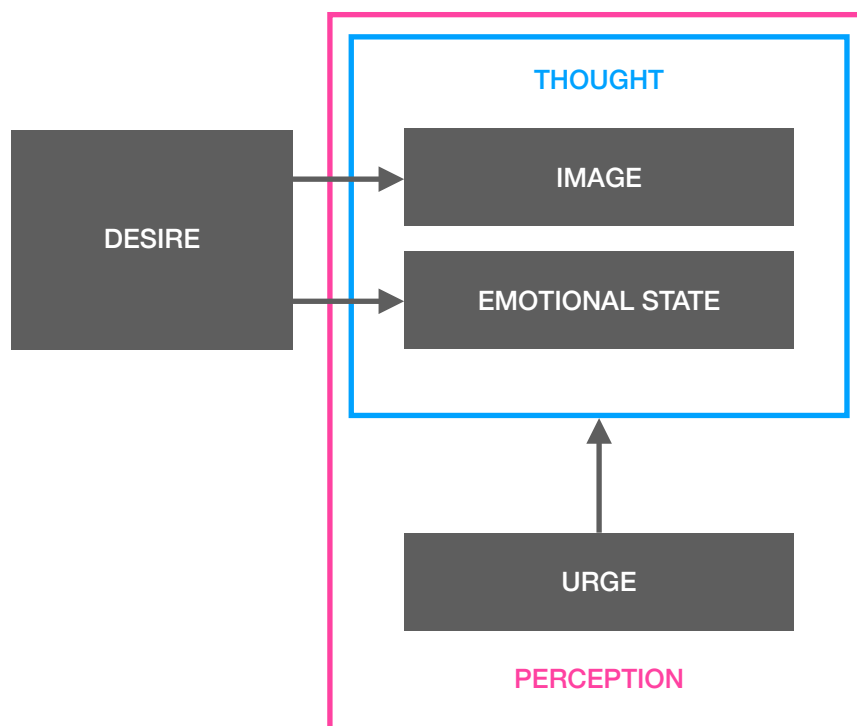 THOUGHT
IMAGE
DESIRE
EMOTIONAL STATE
URGE
PERCEPTION